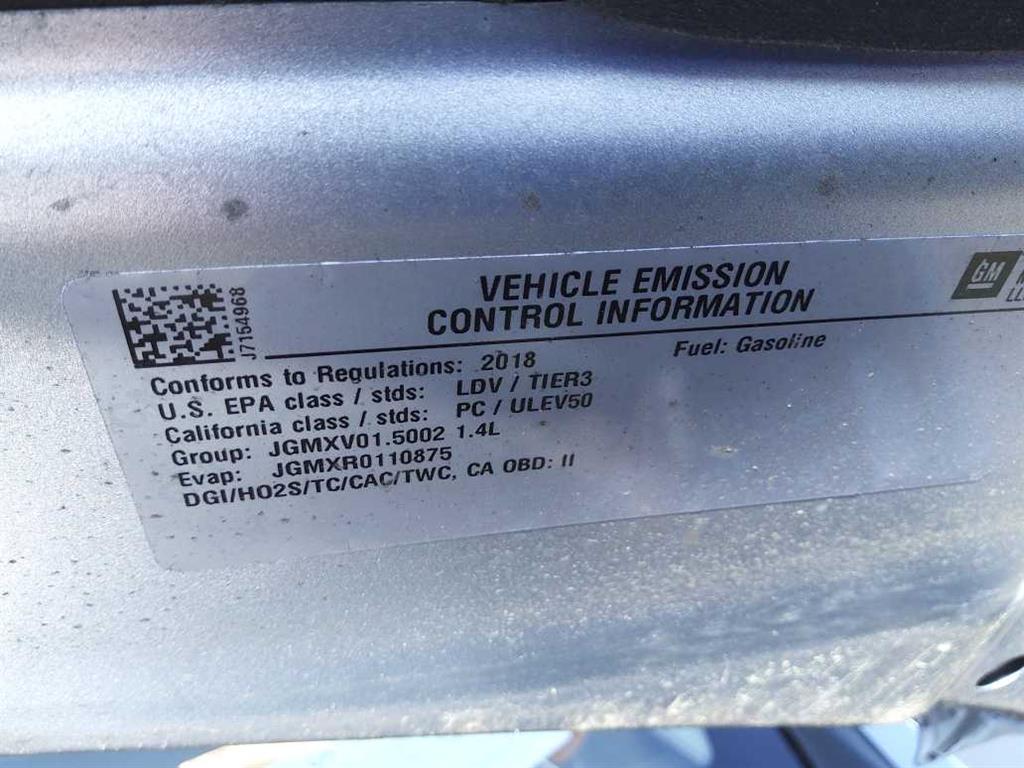 J7154968
VEHICLE EMISSION
CONTROL INFORMATION
GM
Conforms to Regulations: 2018
Fuel: Gasoline
U.S. EPA class / stds: LDV / TIER3
California class / stds: PC / ULEV50
Group: JGMXV01.5002 1.4L
Evap: JGMXR0110875
DGI/HO2S/TC/CAC/TWC, CA OBD: II